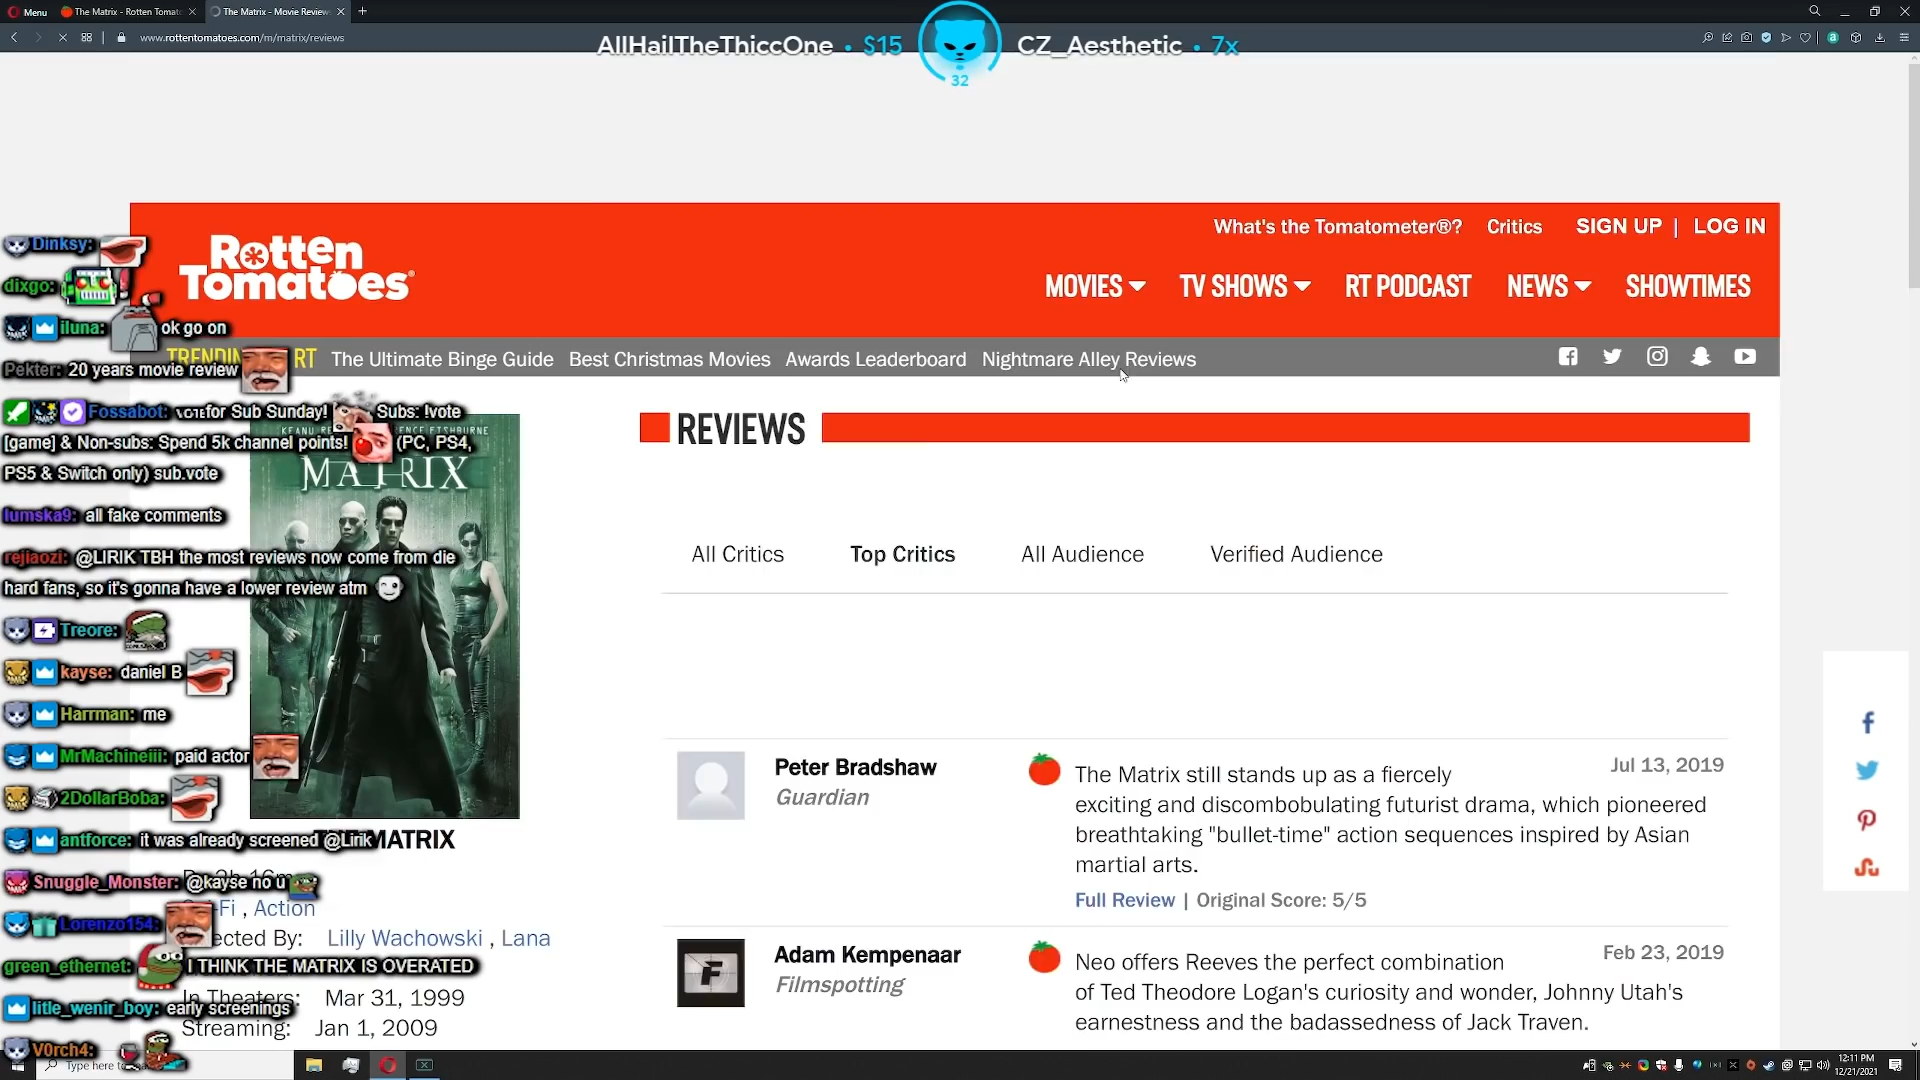 Menu
The Matrix - Rotten Tomat
The Matrix - Movie Review
www.rottentomatoes.com/m/matrix/reviews
AllHailTheThiccOne • $15
32
CZ_Aesthetic • 7x
What's the Tomatometer®?
Critics
SIGN UP | LOG IN
Rotten
Tomatoes
MOVIES
TV SHOWS
RT PODCAST
NEWS
SHOWTIMES
RT
The Ultimate Binge Guide
Best Christmas Movies
Awards Leaderboard
Nightmare Alley Reviews
Dinksy:
dixgo:
iluna: ok go on
Pekter: 20 years movie review
Fossabot: vote for Sub Sunday! Subs: !vote
[game] & Non-subs: Spend 5k channel points! (PC, PS4,
PS5 & Switch only) sub.vote
lumska9: all fake comments
rejiaozi: @LIRIK TBH the most reviews now come from die
hard fans, so it's gonna have a lower review atm
Treore:
kayse: daniel B
Harrman: me
MrMachineiii: paid actor
2DollarBoba:
antforce: it was already screened @Lirik
Snuggle_Monster: @kayse no u
Lorenzo154:
green_ethernet: I THINK THE MATRIX IS OVERATED
litle_wenir_boy: early screenings
V0rch4:
MATRIX
MATRIX
Action
Lilly Wachowski , Lana
In Theaters: Mar 31, 1999
Streaming: Jan 1, 2009
REVIEWS
All Critics
Top Critics
All Audience
Verified Audience
Peter Bradshaw
Guardian
Jul 13, 2019
The Matrix still stands up as a fiercely
exciting and discombobulating futurist drama, which pioneered
breathtaking "bullet-time" action sequences inspired by Asian
martial arts.
Full Review | Original Score: 5/5
Adam Kempenaar
Filmspotting
Feb 23, 2019
Neo offers Reeves the perfect combination
of Ted Theodore Logan's curiosity and wonder, Johnny Utah's
earnestness and the badassedness of Jack Traven.
Type here to
12:11 PM
12/21/2021